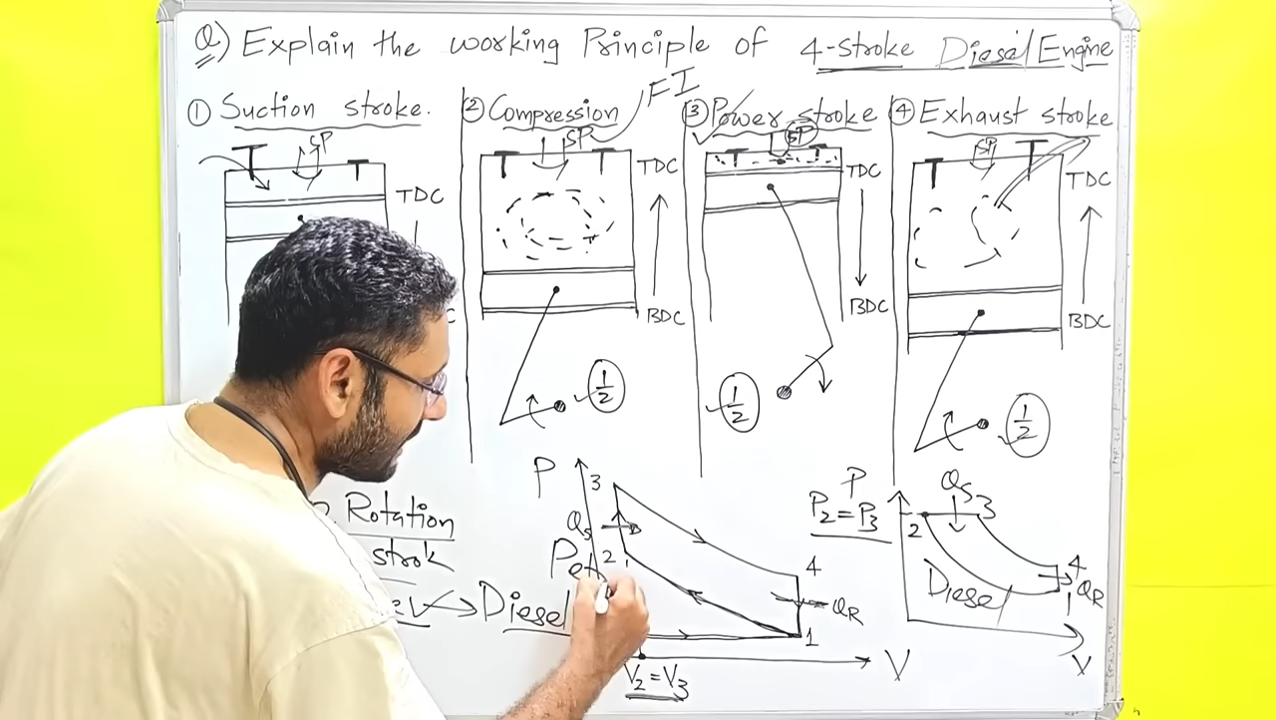 Q) Explain the working Principle of 4-stroke Diesel Engine
① Suction stroke.
SP
TDC
② Compression
FI
SP
TDC
BDC
1/2
③ Power stroke
SP
TDC
BDC
1/2
④ Exhaust stroke
SP
TDC
BDC
1/2
Rotation
strok
Diesel
P
3
Qs
2
Pet
4
QR
1
V
V2 = V3
P
P2 = P3
Qs
2
3
4
QR
1
Diesel
V